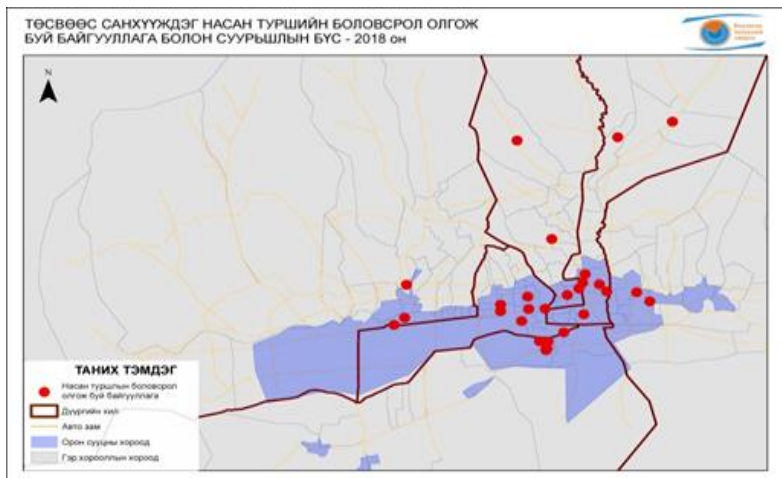 ТӨСВӨӨС САНХҮҮЖДЭГ НАСАН ТУРШИЙН БОЛОВСРОЛ ОЛГОЖ
БУЙ БАЙГУУЛЛАГА БОЛОН СУУРЬШЛЫН БҮС - 2018 он
N
ТАНИХ ТЭМДЭГ
Насан туршлын боловсрол
олгож буй байгууллага
Дүүргийн хил
Авто зам
Орон сууцны хороод
Гэр хорооллын хороод